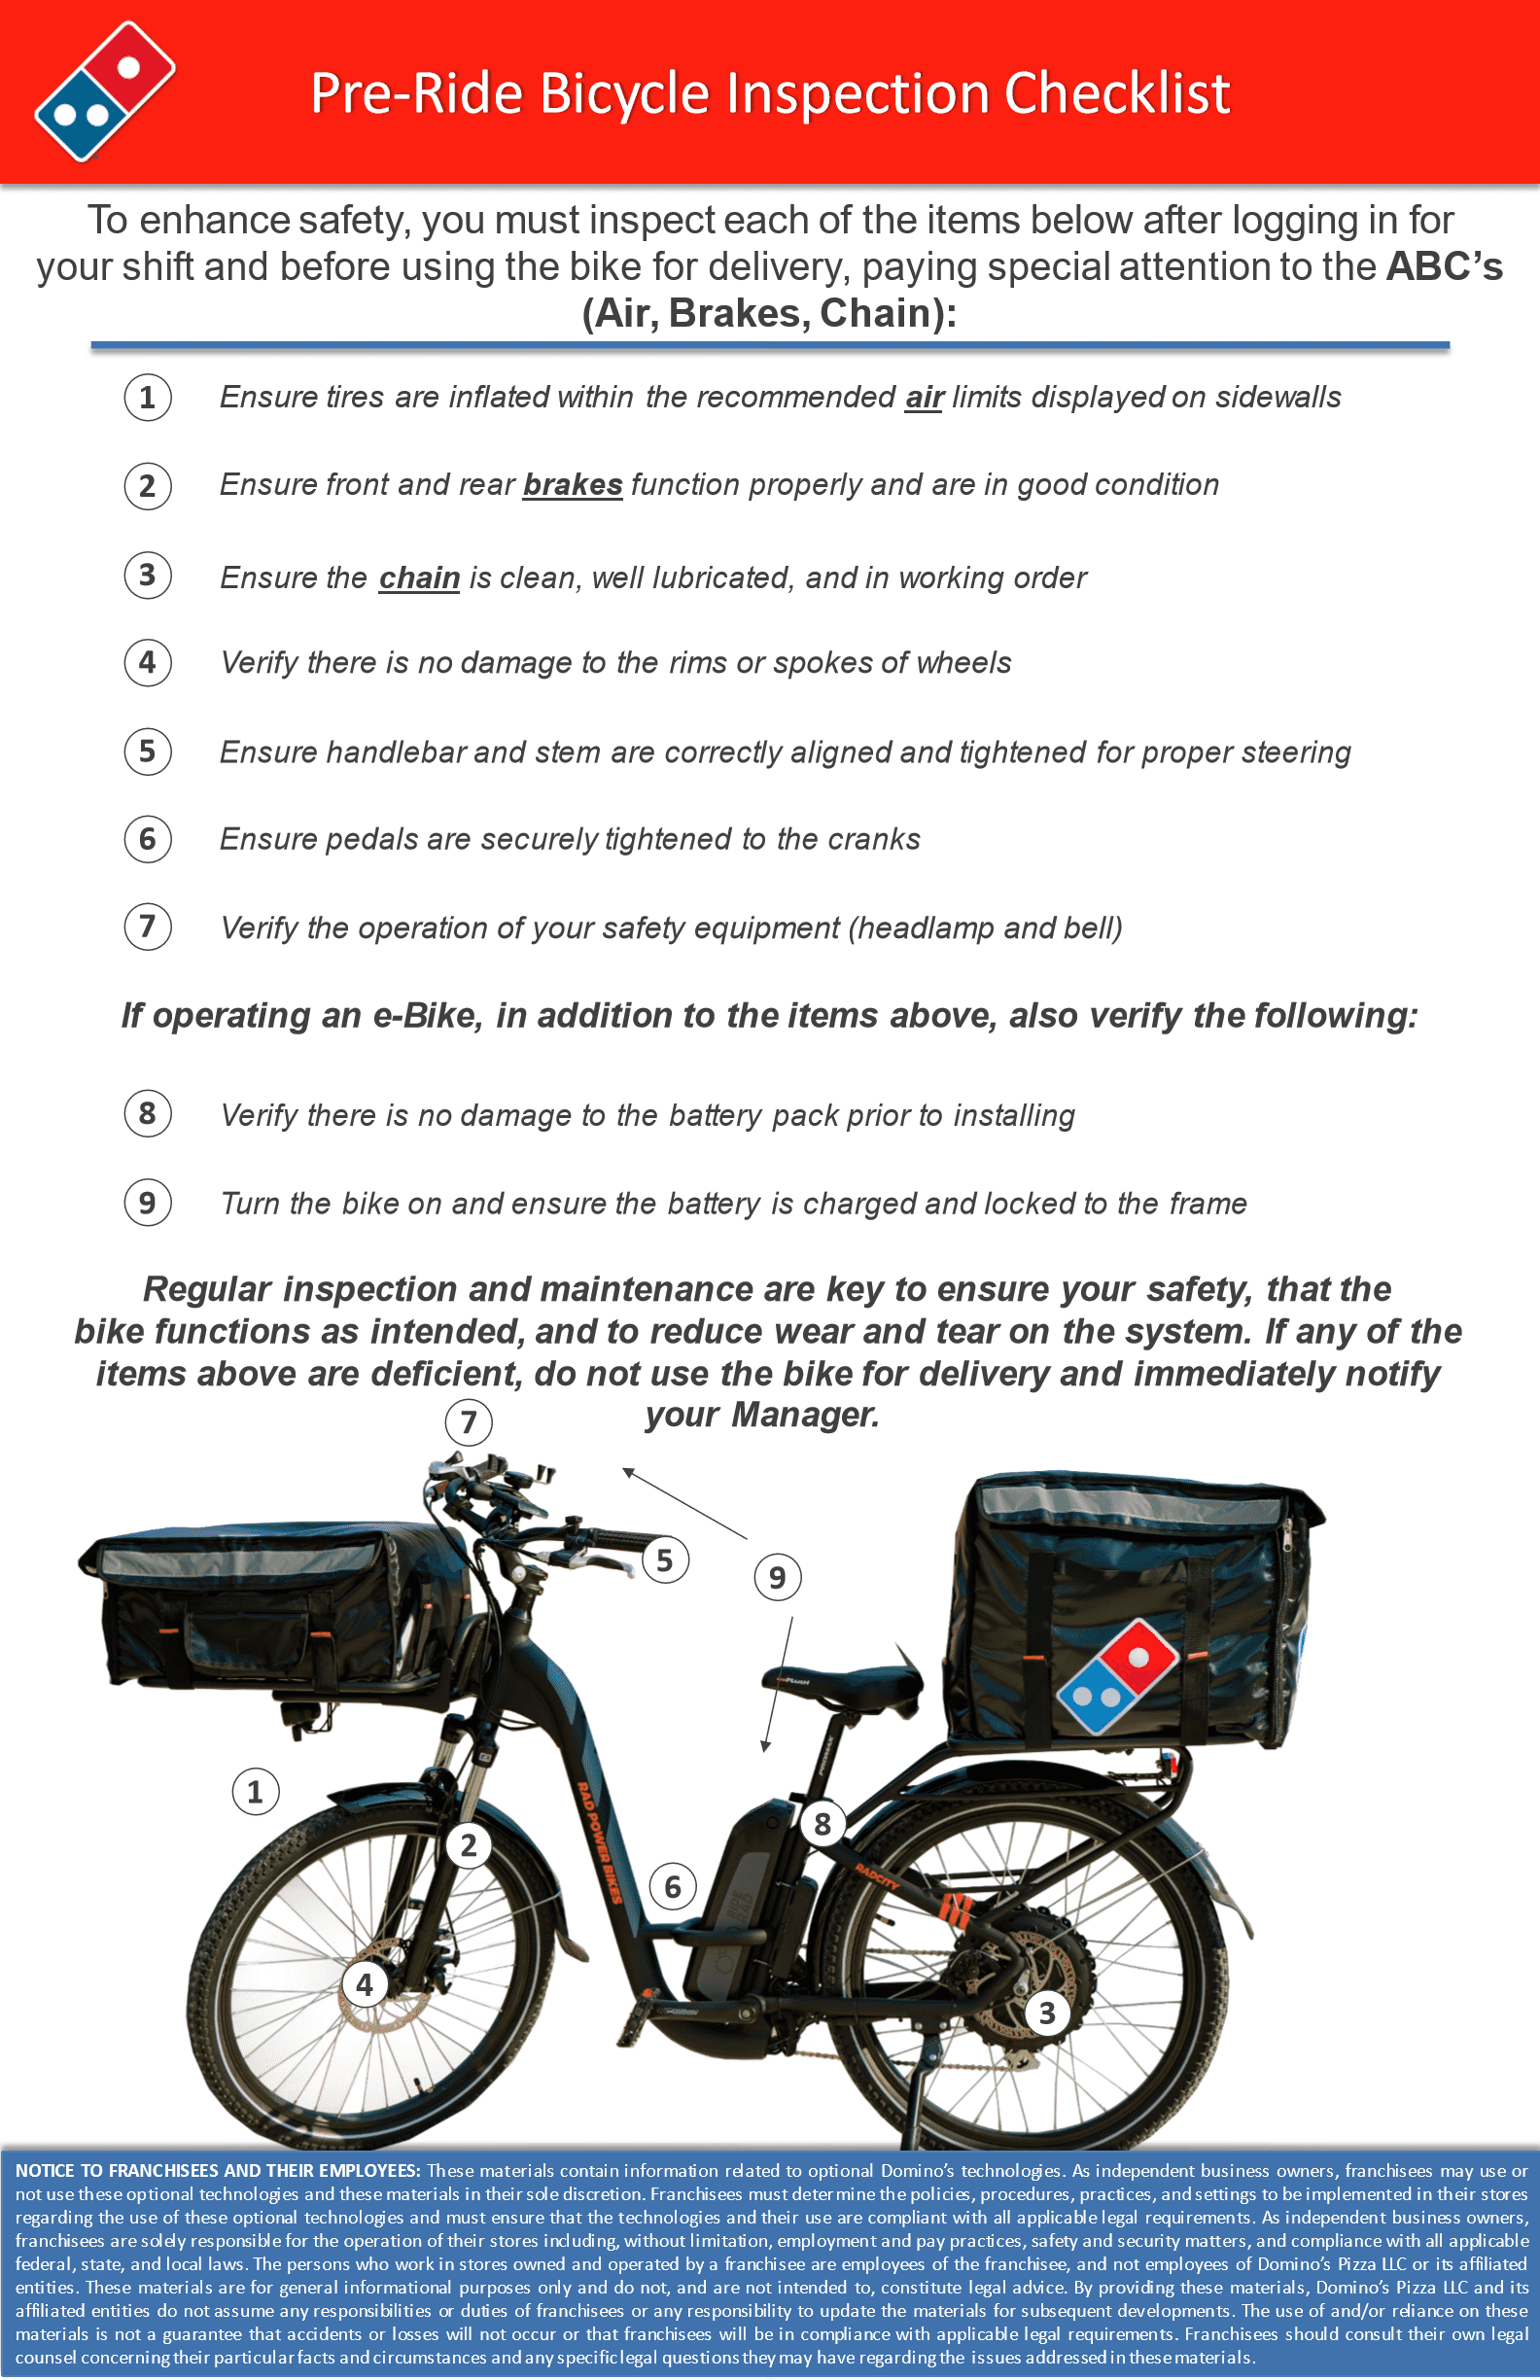 Pre-Ride Bicycle Inspection Checklist
To enhance safety, you must inspect each of the items below after logging in for
your shift and before using the bike for delivery, paying special attention to the ABC's
(Air, Brakes, Chain):
1 Ensure tires are inflated within the recommended air limits displayed on sidewalls
2 Ensure front and rear brakes function properly and are in good condition
3 Ensure the chain is clean, well lubricated, and in working order
4 Verify there is no damage to the rims or spokes of wheels
5 Ensure handlebar and stem are correctly aligned and tightened for proper steering
6 Ensure pedals are securely tightened to the cranks
7 Verify the operation of your safety equipment (headlamp and bell)
If operating an e-Bike, in addition to the items above, also verify the following:
8 Verify there is no damage to the battery pack prior to installing
9 Turn the bike on and ensure the battery is charged and locked to the frame
Regular inspection and maintenance are key to ensure your safety, that the
bike functions as intended, and to reduce wear and tear on the system. If any of the
items above are deficient, do not use the bike for delivery and immediately notify
your Manager.
7
5
9
1
2
8
6
4
3
RAD POWER BIKES
RADCITY
PROMAX
NOTICE TO FRANCHISEES AND THEIR EMPLOYEES: These materials contain information related to optional Domino's technologies. As independent business owners, franchisees may use or
not use these optional technologies and these materials in their sole discretion. Franchisees must determine the policies, procedures, practices, and settings to be implemented in their stores
regarding the use of these optional technologies and must ensure that the technologies and their use are compliant with all applicable legal requirements. As independent business owners,
franchisees are solely responsible for the operation of their stores including, without limitation, employment and pay practices, safety and security matters, and compliance with all applicable
federal, state, and local laws. The persons who work in stores owned and operated by a franchisee are employees of the franchisee, and not employees of Domino's Pizza LLC or its affiliated
entities. These materials are for general informational purposes only and do not, and are not intended to, constitute legal advice. By providing these materials, Domino's Pizza LLC and its
affiliated entities do not assume any responsibilities or duties of franchisees or any responsibility to update the materials for subsequent developments. The use of and/or reliance on these
materials is not a guarantee that accidents or losses will not occur or that franchisees will be in compliance with applicable legal requirements. Franchisees should consult their own legal
counsel concerning their particular facts and circumstances and any specific legal questions they may have regarding the issues addressed in these materials.